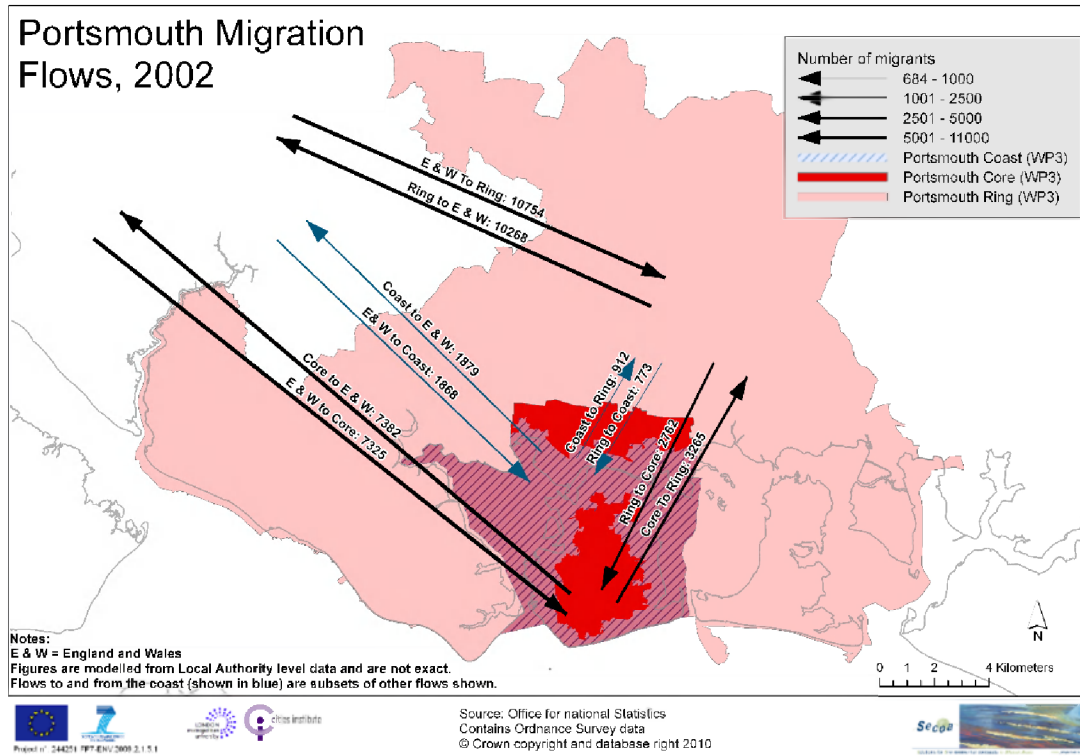 Portsmouth Migration
Flows, 2002
Number of migrants
684 - 1000
1001 - 2500
2501 - 5000
5001 - 11000
Portsmouth Coast (WP3)
Portsmouth Core (WP3)
Portsmouth Ring (WP3)
E & W To Ring: 10754
Ring to E & W: 10268
Coast to E & W: 1879
E& W to Coast: 1868
Core to E & W: 7382
E & W to Core: 7325
Coast to Ring: 912
Ring to Coast: 773
Ring to Core: 2762
Core To Ring: 3265
N
0 1 2 4 Kilometers
Notes:
E & W = England and Wales
Figures are modelled from Local Authority level data and are not exact.
Flows to and from the coast (shown in blue) are subsets of other flows shown.
cities institute
Source: Office for national Statistics
Contains Ordnance Survey data
© Crown copyright and database right 2010
Secoa